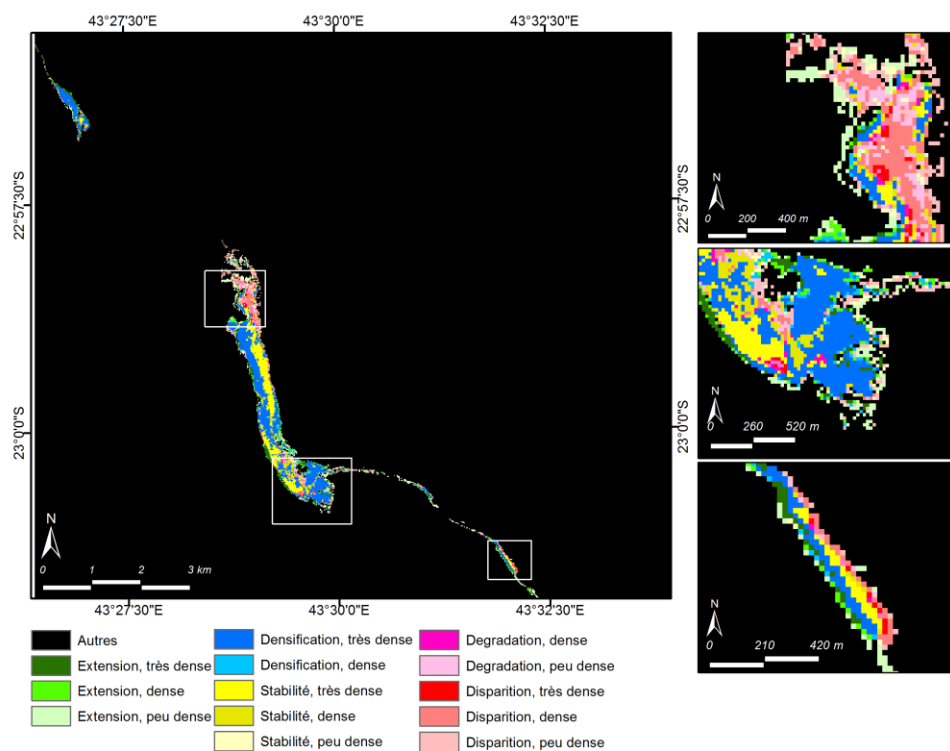 43°27'30"E 43°30'0"E 43°32'30"E
22°57'30"S
23°0'0"S
N
0 1 2 3 km
43°27'30"E 43°30'0"E 43°32'30"E
N
0 200 400 m
22°57'30"S
N
0 260 520 m
23°0'0"S
N
0 210 420 m
Autres
Extension, très dense
Extension, dense
Extension, peu dense
Densification, très dense
Densification, dense
Stabilité, très dense
Stabilité, dense
Stabilité, peu dense
Degradation, dense
Degradation, peu dense
Disparition, très dense
Disparition, dense
Disparition, peu dense